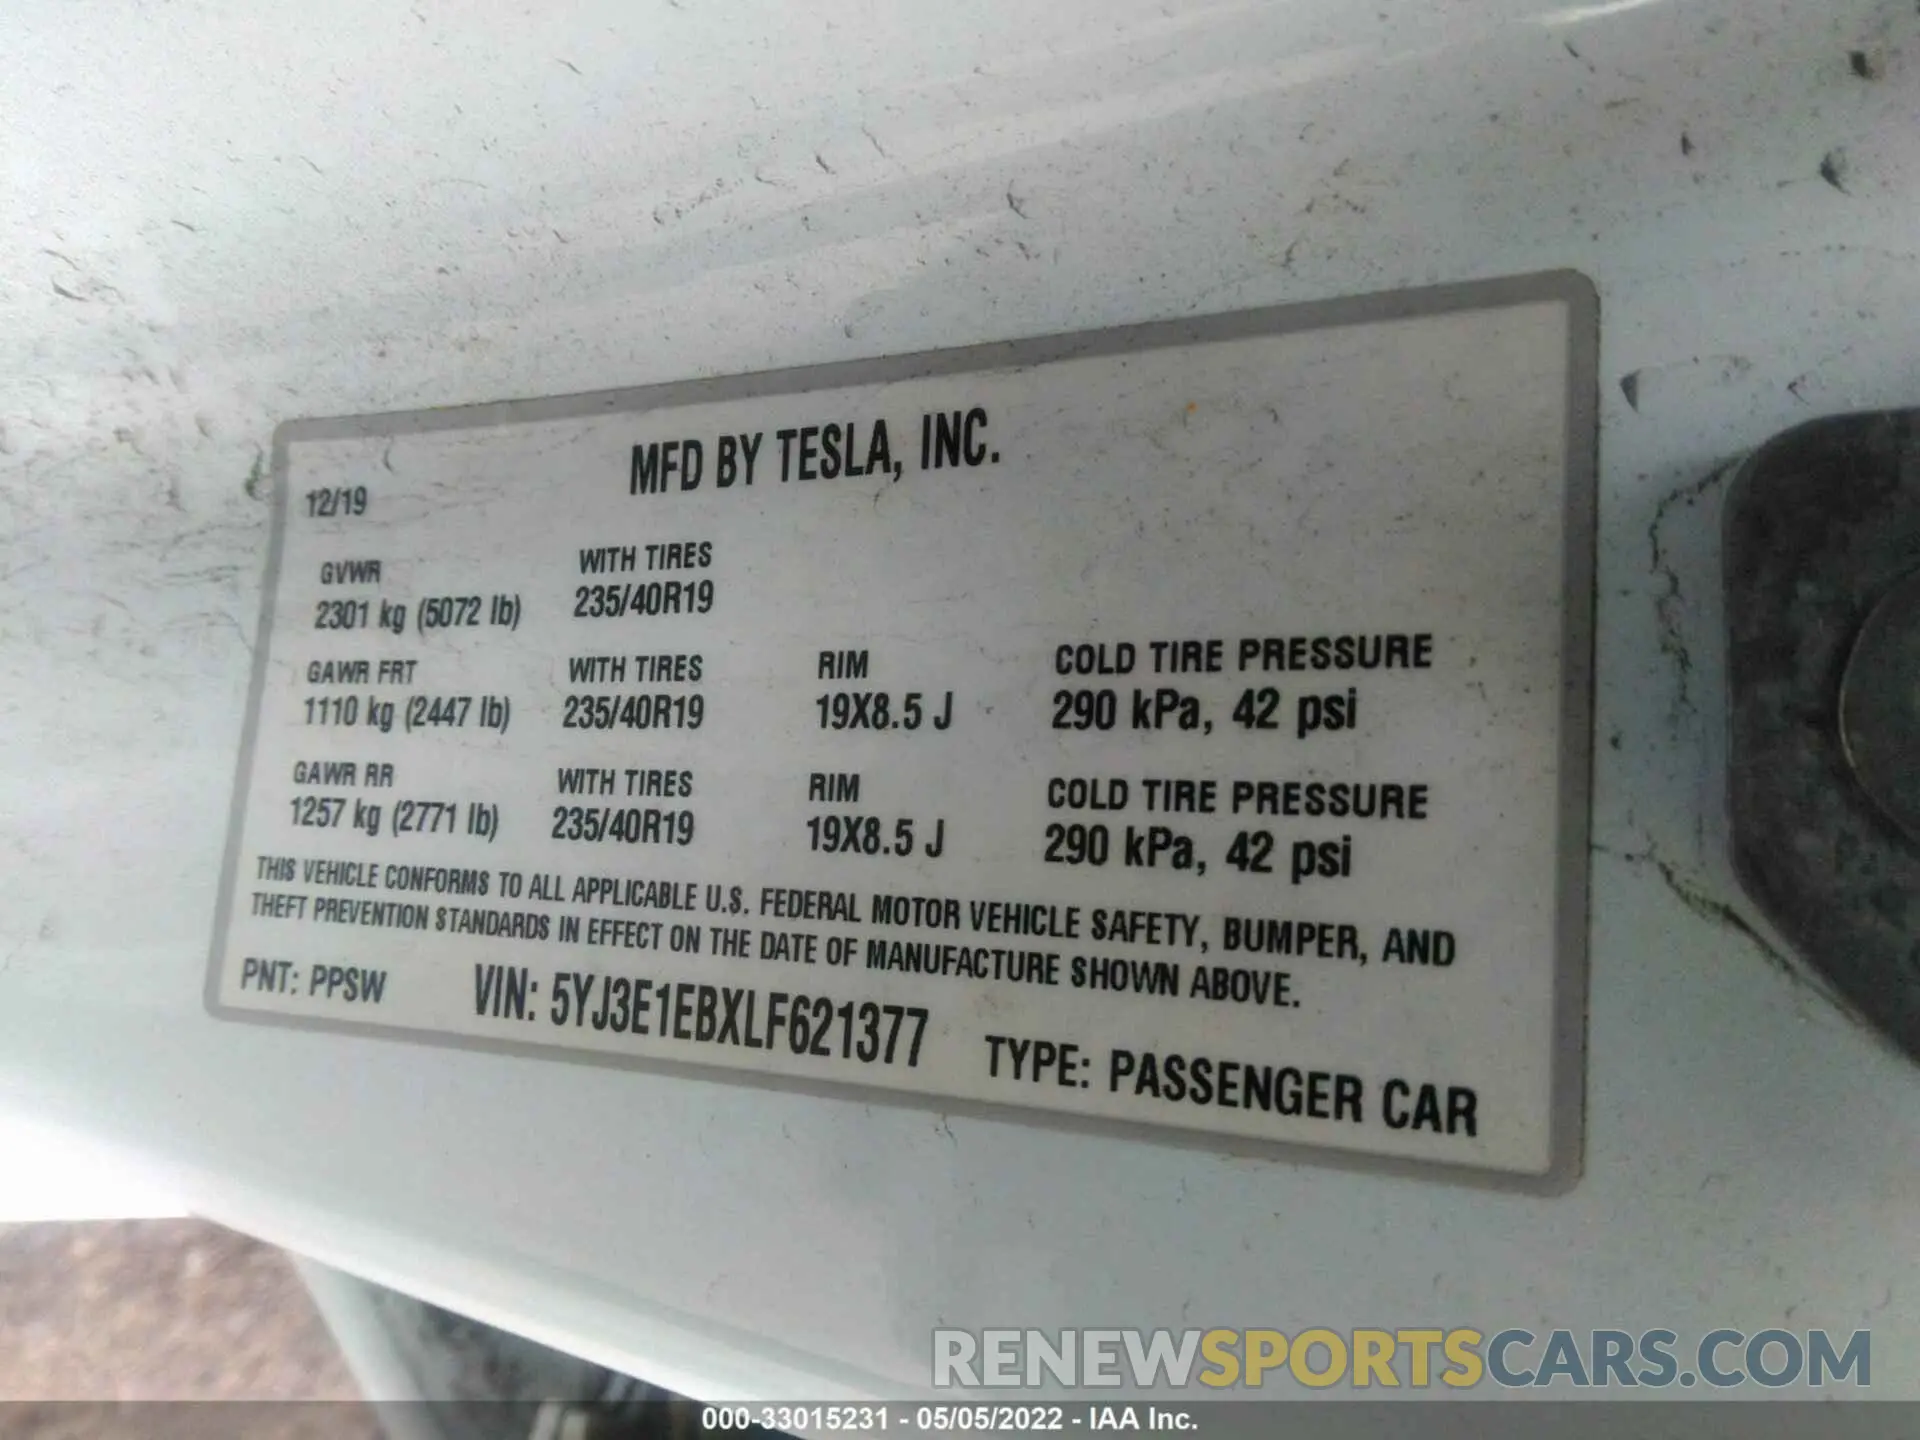 MFD BY TESLA, INC.
12/19
GVWR WITH TIRES
2301 kg (5072 lb) 235/40R19
GAWR FRT WITH TIRES RIM COLD TIRE PRESSURE
1110 kg (2447 lb) 235/40R19 19X8.5 J 290 kPa, 42 psi
GAWR RR WITH TIRES RIM COLD TIRE PRESSURE
1257 kg (2771 lb) 235/40R19 19X8.5 J 290 kPa, 42 psi
THIS VEHICLE CONFORMS TO ALL APPLICABLE U.S. FEDERAL MOTOR VEHICLE SAFETY, BUMPER, AND
THEFT PREVENTION STANDARDS IN EFFECT ON THE DATE OF MANUFACTURE SHOWN ABOVE.
PNT: PPSW VIN: 5YJ3E1EBXLF621377 TYPE: PASSENGER CAR
RENEWSPORTSCARS.COM
000-33015231 - 05/05/2022 - IAA Inc.